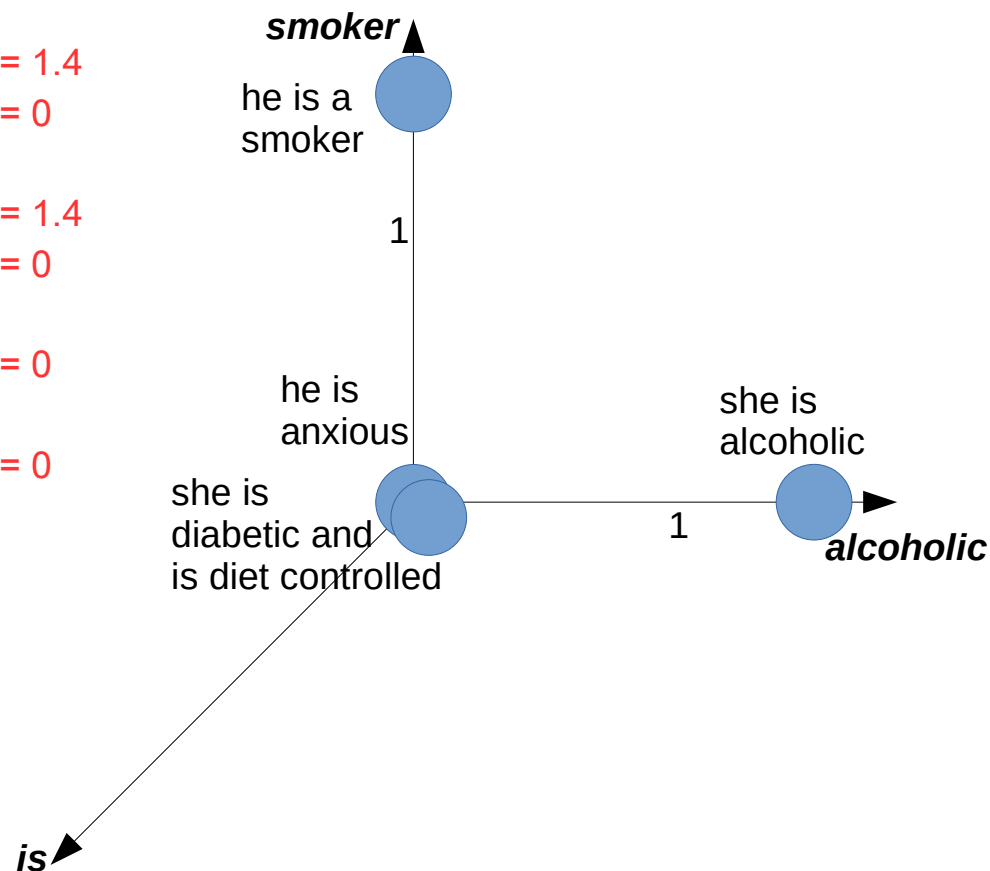 smoker
= 1.4
he is a
= 0
smoker
= 1.4
1
= 0
= 0
he is
anxious
she is
alcoholic
= 0
she is
diabetic and
is diet controlled
1
alcoholic
is